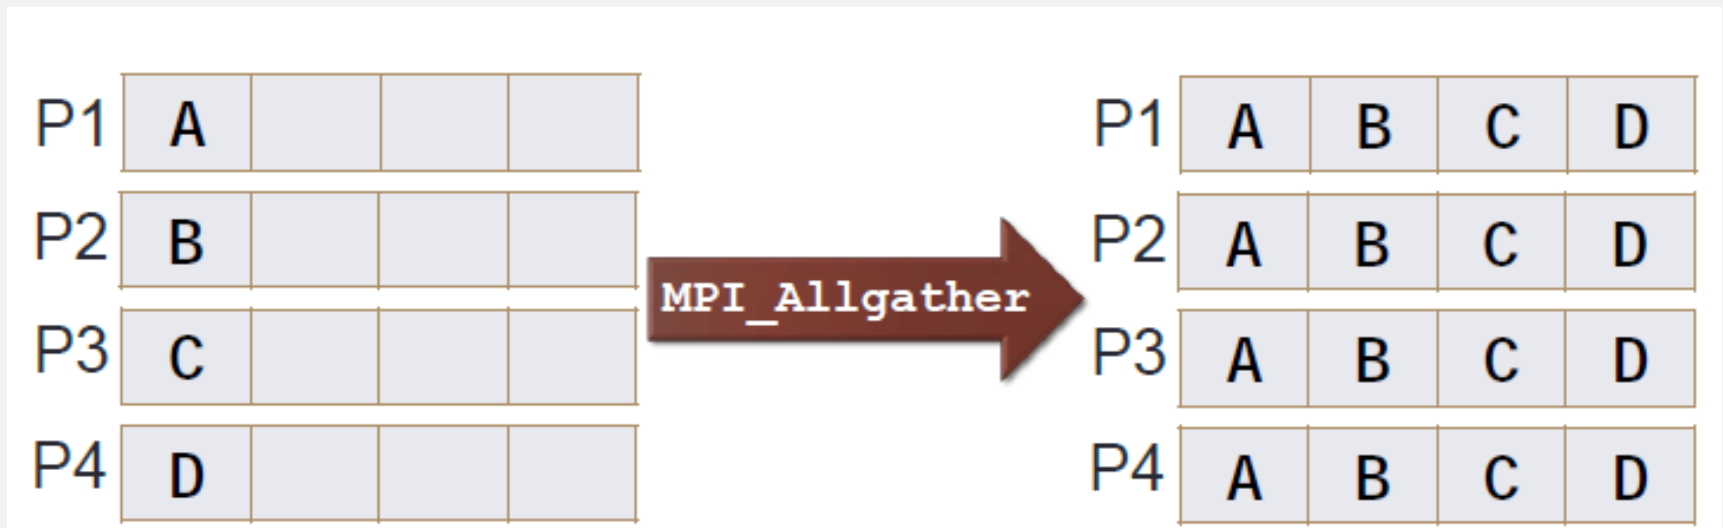 P1 A
P2 B
P3 C
P4 D
MPI_Allgather
P1 A B C D
P2 A B C D
P3 A B C D
P4 A B C D